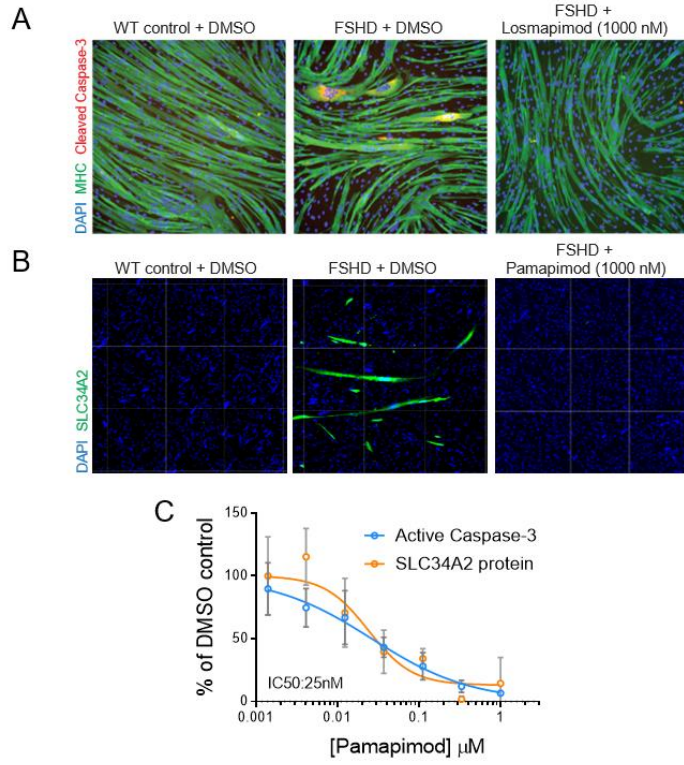 A
WT control + DMSO
FSHD + DMSO
FSHD +
Losmapimod (1000 nM)
DAPI MHC Cleaved Caspase-3
B
WT control + DMSO
FSHD + DMSO
FSHD +
Pamapimod (1000 nM)
DAPI SLC34A2
C
% of DMSO control
150
100
50
0
Active Caspase-3
SLC34A2 protein
IC50:25nM
0.001
0.01
0.1
1
[Pamapimod] μM